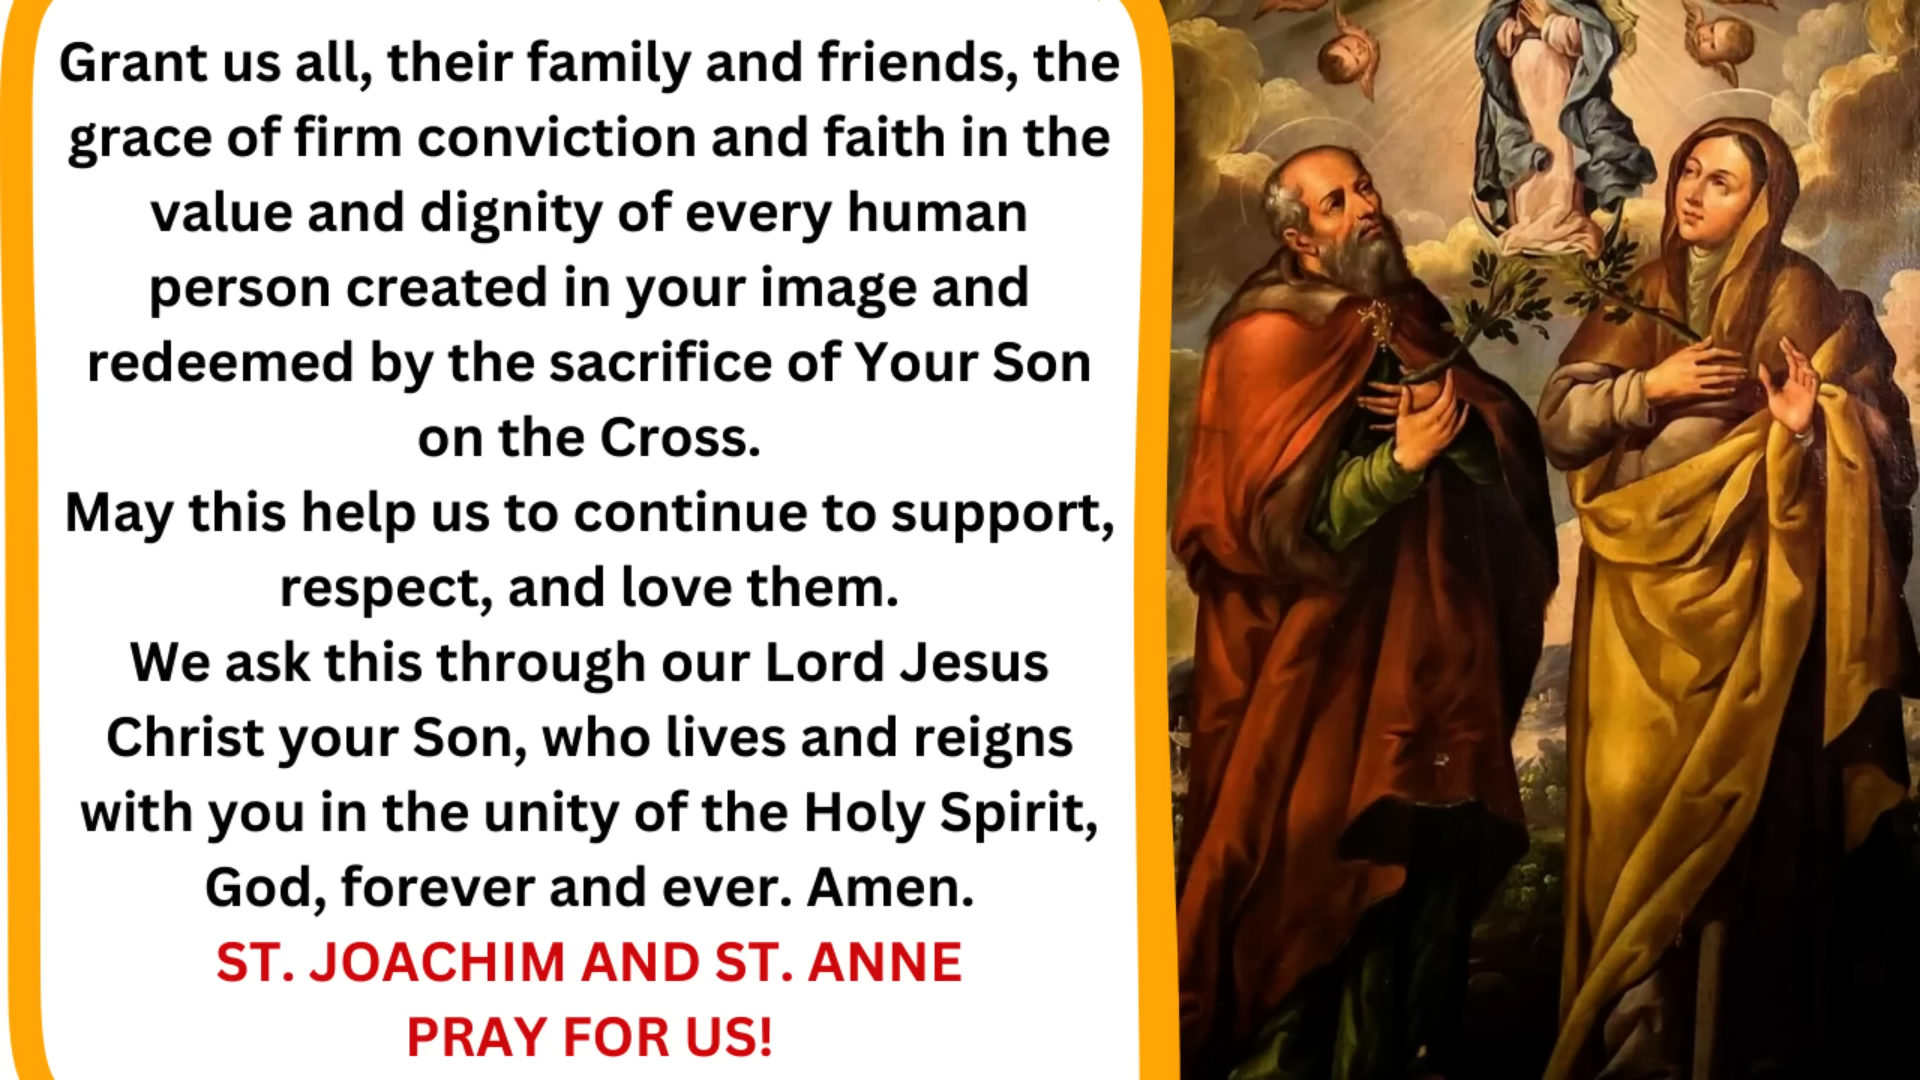 Grant us all, their family and friends, the
grace of firm conviction and faith in the
value and dignity of every human
person created in your image and
redeemed by the sacrifice of Your Son
on the Cross.
May this help us to continue to support,
respect, and love them.
We ask this through our Lord Jesus
Christ your Son, who lives and reigns
with you in the unity of the Holy Spirit,
God, forever and ever. Amen.
ST. JOACHIM AND ST. ANNE
PRAY FOR US!